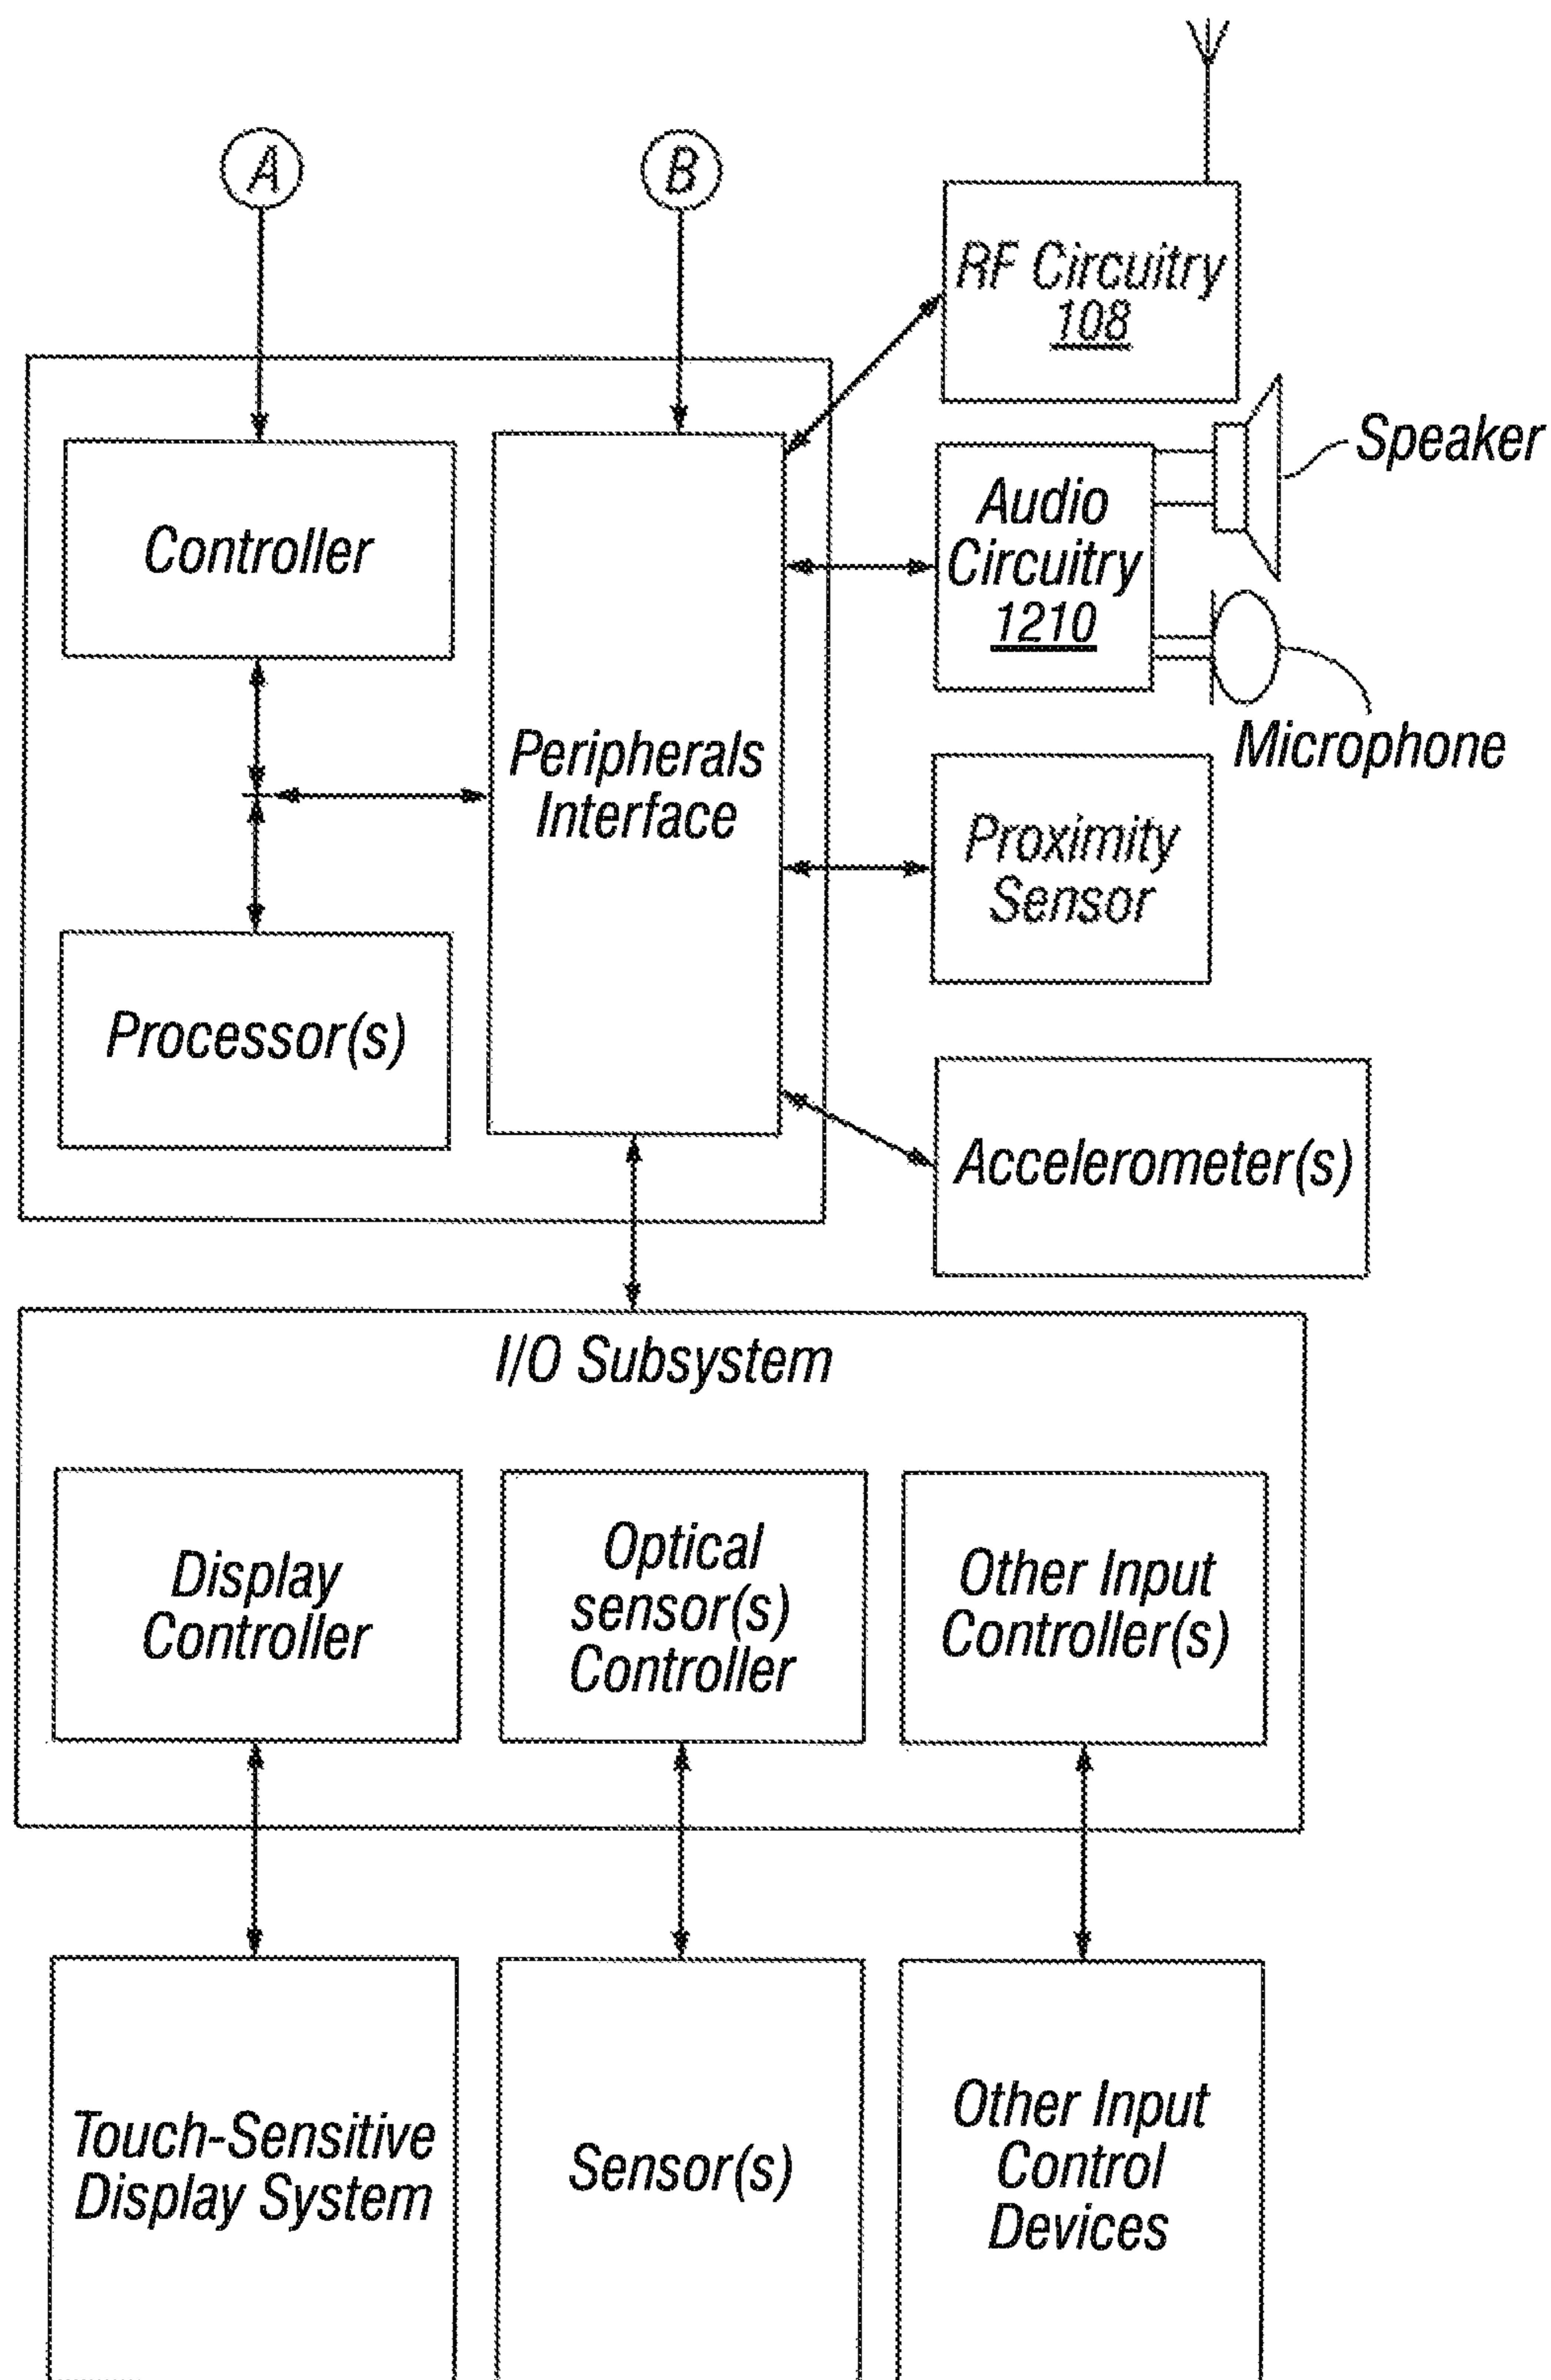 A
B
RF Circuitry
108
Speaker
Controller
Audio
Circuitry
1210
Microphone
Peripherals
Interface
Proximity
Sensor
Processor(s)
Accelerometer(s)
I/O Subsystem
Display
Controller
Optical
sensor(s)
Controller
Other Input
Controller(s)
Touch-Sensitive
Display System
Sensor(s)
Other Input
Control
Devices